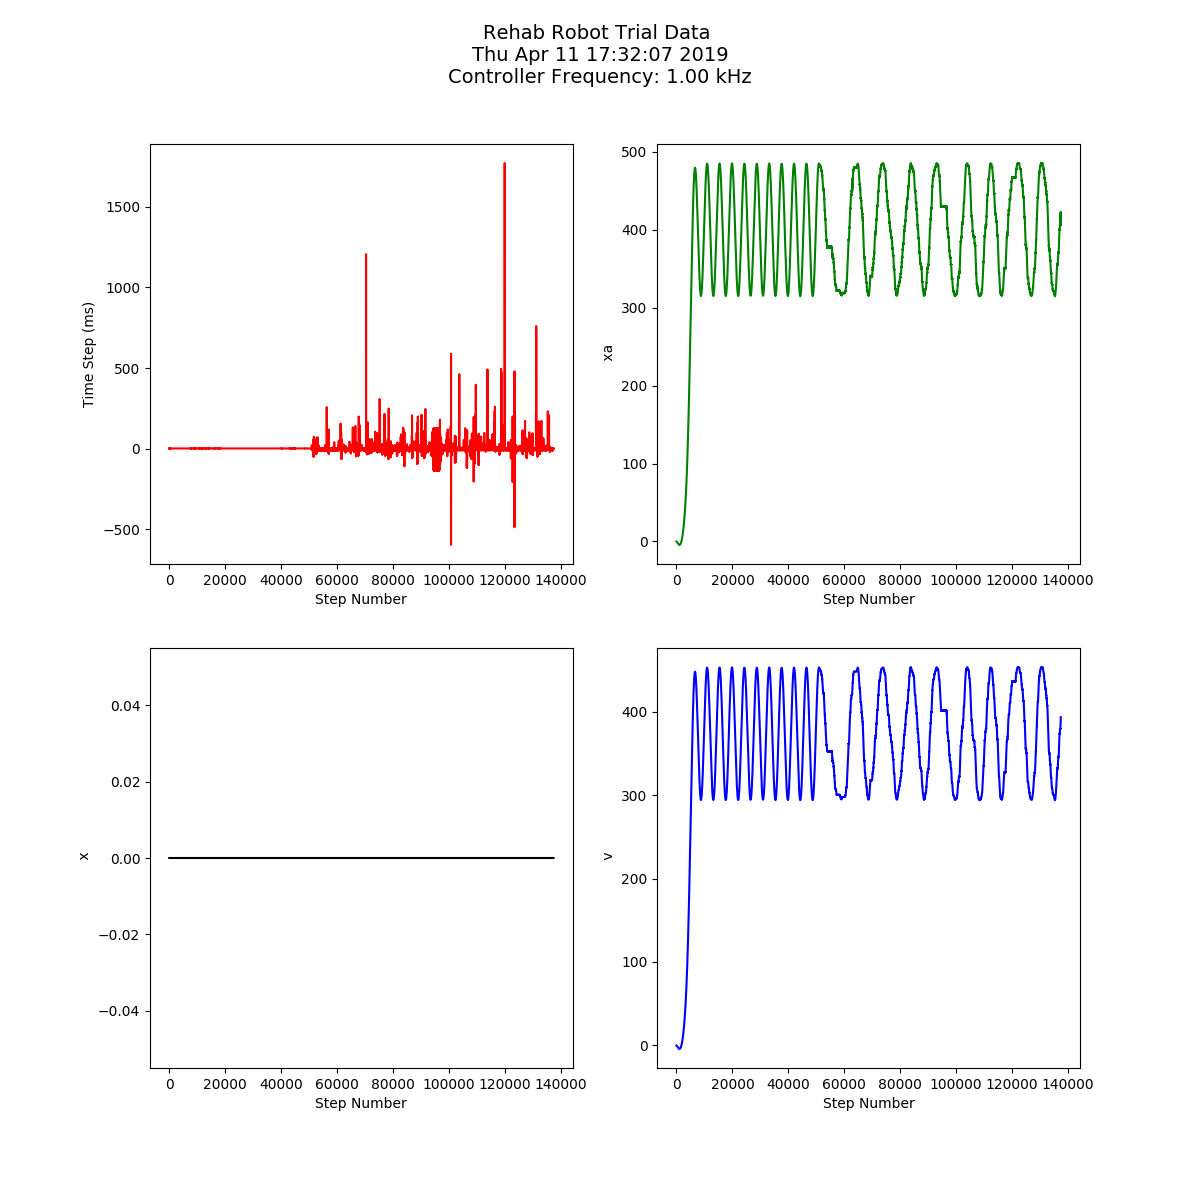 Rehab Robot Trial Data
Thu Apr 11 17:32:07 2019
Controller Frequency: 1.00 kHz
1500
1000
500
0
−500
Time Step (ms)
0 20000 40000 60000 80000 100000 120000 140000
Step Number
500
400
300
200
100
0
xa
0 20000 40000 60000 80000 100000 120000 140000
Step Number
0.04
0.02
0.00
−0.02
−0.04
x
0 20000 40000 60000 80000 100000 120000 140000
Step Number
400
300
200
100
0
v
0 20000 40000 60000 80000 100000 120000 140000
Step Number